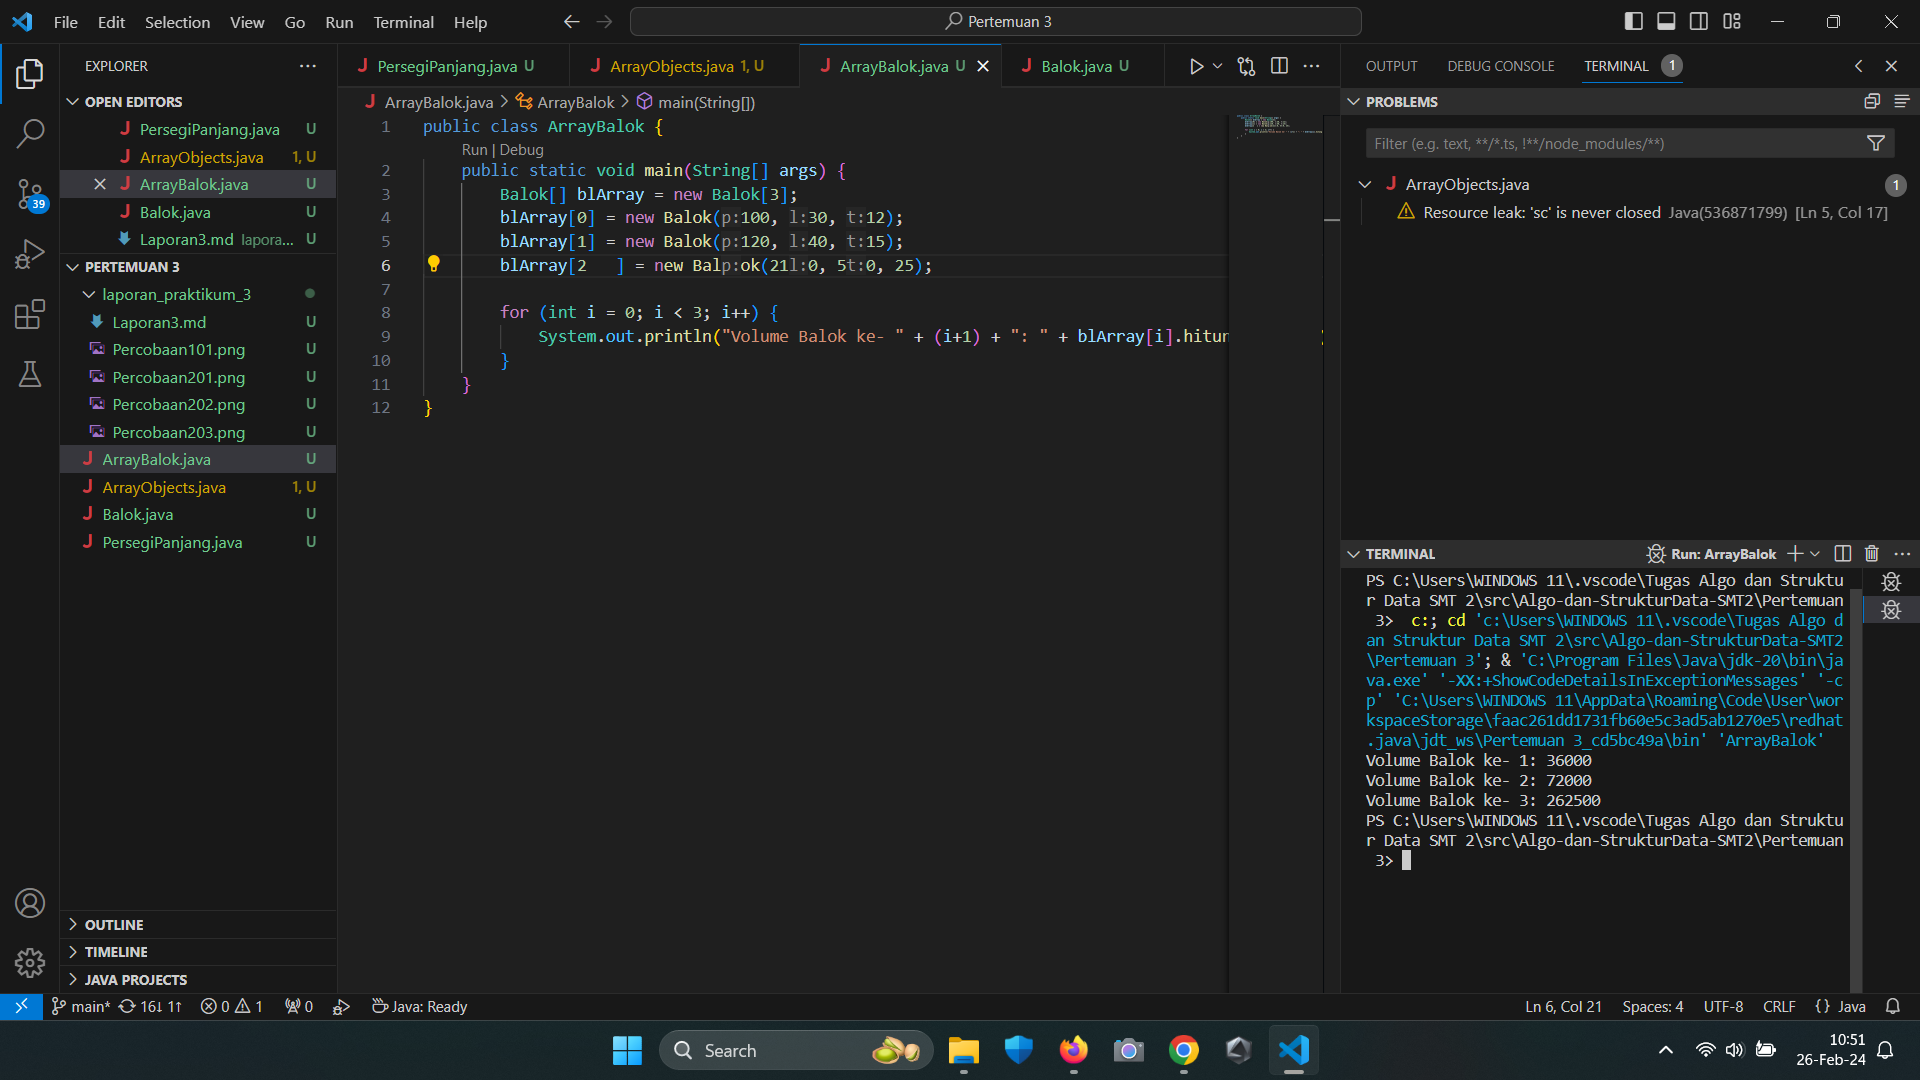 File Edit Selection View Go Run Terminal Help
Pertemuan 3
EXPLORER
OPEN EDITORS
PersegiPanjang.java U
ArrayObjects.java 1, U
ArrayBalok.java U
Balok.java U
Laporan3.md lapora... U
PERTEMUAN 3
laporan_praktikum_3
Laporan3.md U
Percobaan101.png U
Percobaan201.png U
Percobaan202.png U
Percobaan203.png U
ArrayBalok.java U
ArrayObjects.java 1, U
Balok.java U
PersegiPanjang.java U
OUTLINE
TIMELINE
JAVA PROJECTS
39
PersegiPanjang.java U ArrayObjects.java 1, U ArrayBalok.java U Balok.java U
ArrayBalok.java > ArrayBalok > main(String[])
1 public class ArrayBalok {
Run | Debug
2 public static void main(String[] args) {
3 Balok[] blArray = new Balok[3];
4 blArray[0] = new Balok(p:100, l:30, t:12);
5 blArray[1] = new Balok(p:120, l:40, t:15);
6 blArray[2 ] = new Balp:ok(21l:0, 5t:0, 25);
7
8 for (int i = 0; i < 3; i++) {
9 System.out.println("Volume Balok ke- " + (i+1) + ": " + blArray[i].hitun
10 }
11 }
12 }
OUTPUT DEBUG CONSOLE TERMINAL 1
PROBLEMS
Filter (e.g. text, **/*.ts, !**/node_modules/**)
ArrayObjects.java 1
Resource leak: 'sc' is never closed Java(536871799) [Ln 5, Col 17]
TERMINAL Run: ArrayBalok
PS C:\Users\WINDOWS 11\.vscode\Tugas Algo dan Struktu
r Data SMT 2\src\Algo-dan-StrukturData-SMT2\Pertemuan
3> c:; cd 'c:\Users\WINDOWS 11\.vscode\Tugas Algo d
an Struktur Data SMT 2\src\Algo-dan-StrukturData-SMT2
\Pertemuan 3'; & 'C:\Program Files\Java\jdk-20\bin\ja
va.exe' '-XX:+ShowCodeDetailsInExceptionMessages' '-c
p' 'C:\Users\WINDOWS 11\AppData\Roaming\Code\User\wor
kspaceStorage\faac261dd1731fb60e5c3ad5ab1270e5\redhat
.java\jdt_ws\Pertemuan 3_cd5bc49a\bin' 'ArrayBalok'
Volume Balok ke- 1: 36000
Volume Balok ke- 2: 72000
Volume Balok ke- 3: 262500
PS C:\Users\WINDOWS 11\.vscode\Tugas Algo dan Struktu
r Data SMT 2\src\Algo-dan-StrukturData-SMT2\Pertemuan
3>
main* 16↓ 1↑ 0 1 0 Java: Ready
Ln 6, Col 21 Spaces: 4 UTF-8 CRLF {} Java
Search
10:51
26-Feb-24